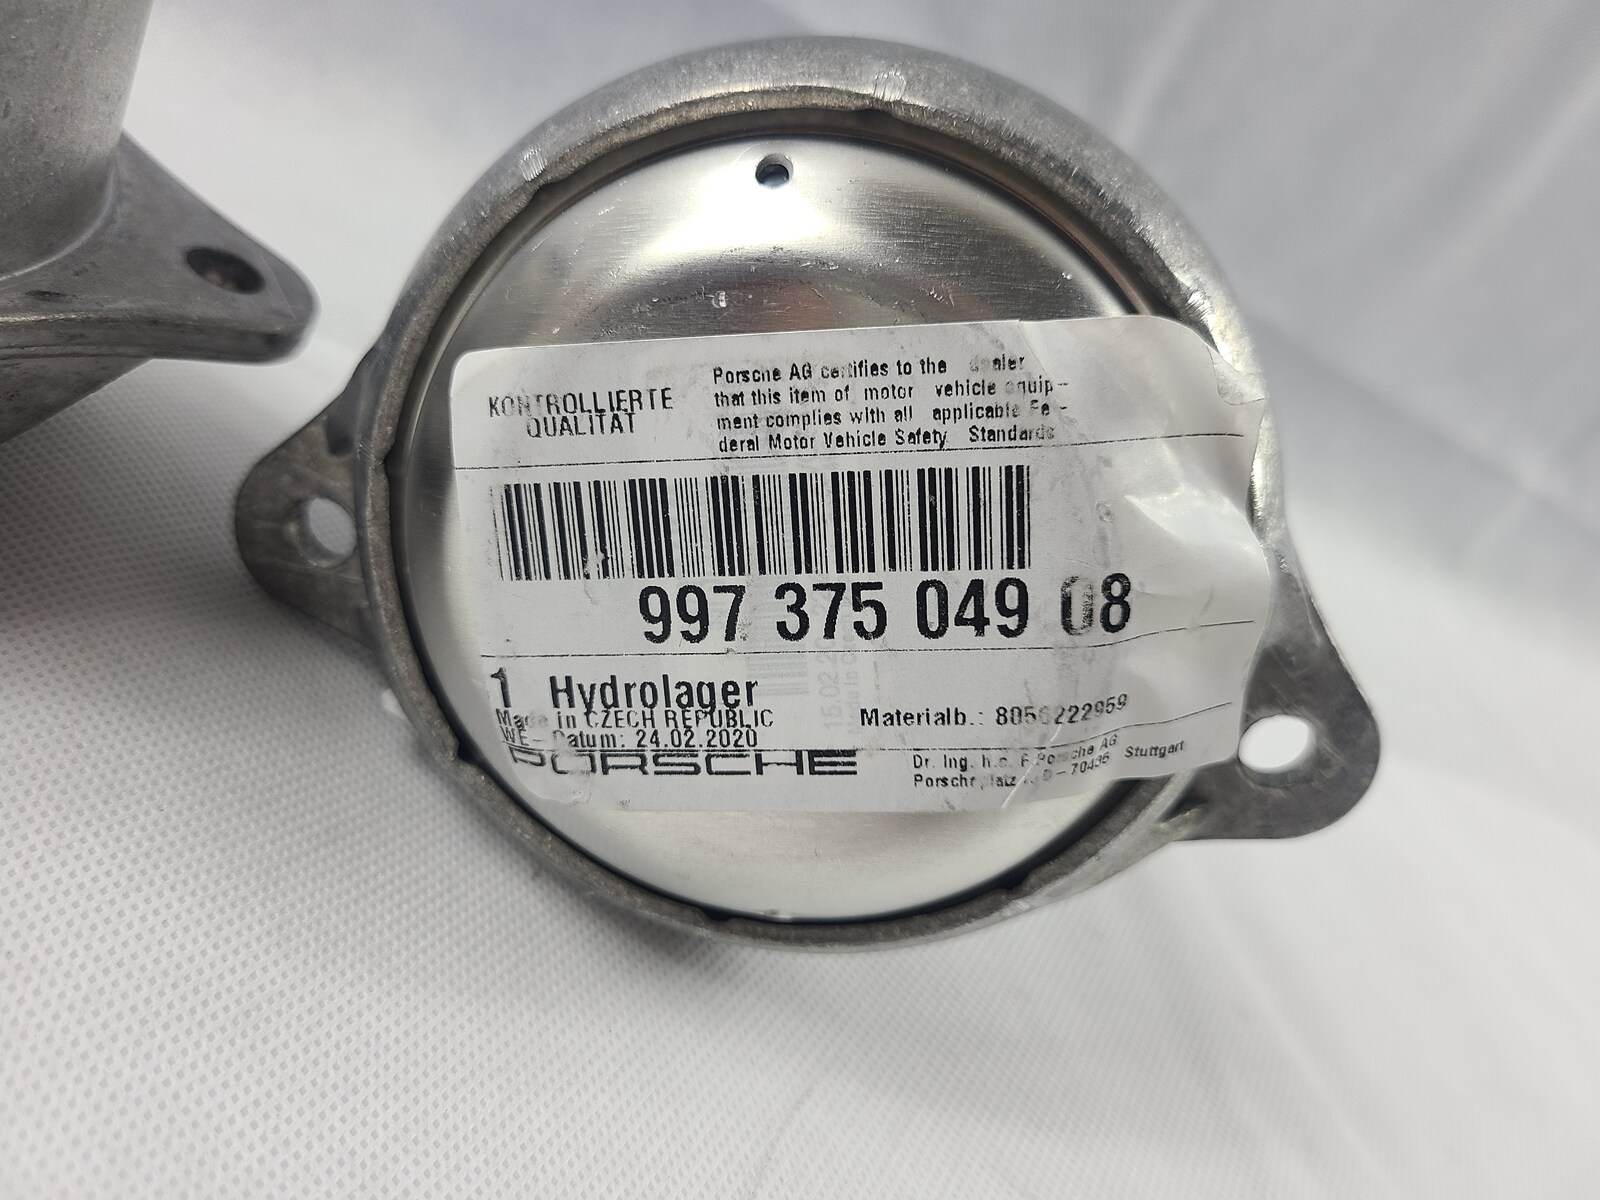 KONTROLLIERTE
QUALITÄT
Porsche AG certifies to the dealer
that this item of motor vehicle equip-
ment complies with all applicable Fe-
deral Motor Vehicle Safety Standards
997 375 049 08
1 Hydrolager
Made in CZECH REPUBLIC
WE-Datum: 24.02.2020
Materialb.: 8056222959
PORSCHE
Dr. Ing. h.c. F Porsche AG Stuttgart
D-70435